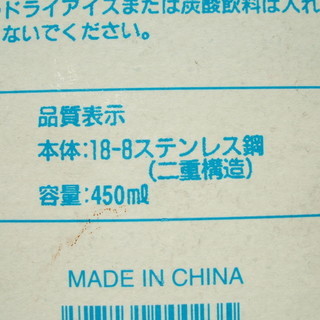 ドライアイスまたは炭酸飲料は入れ
ないでください。
品質表示
本体:18-8ステンレス鋼
(二重構造)
容量:450㎖
MADE IN CHINA